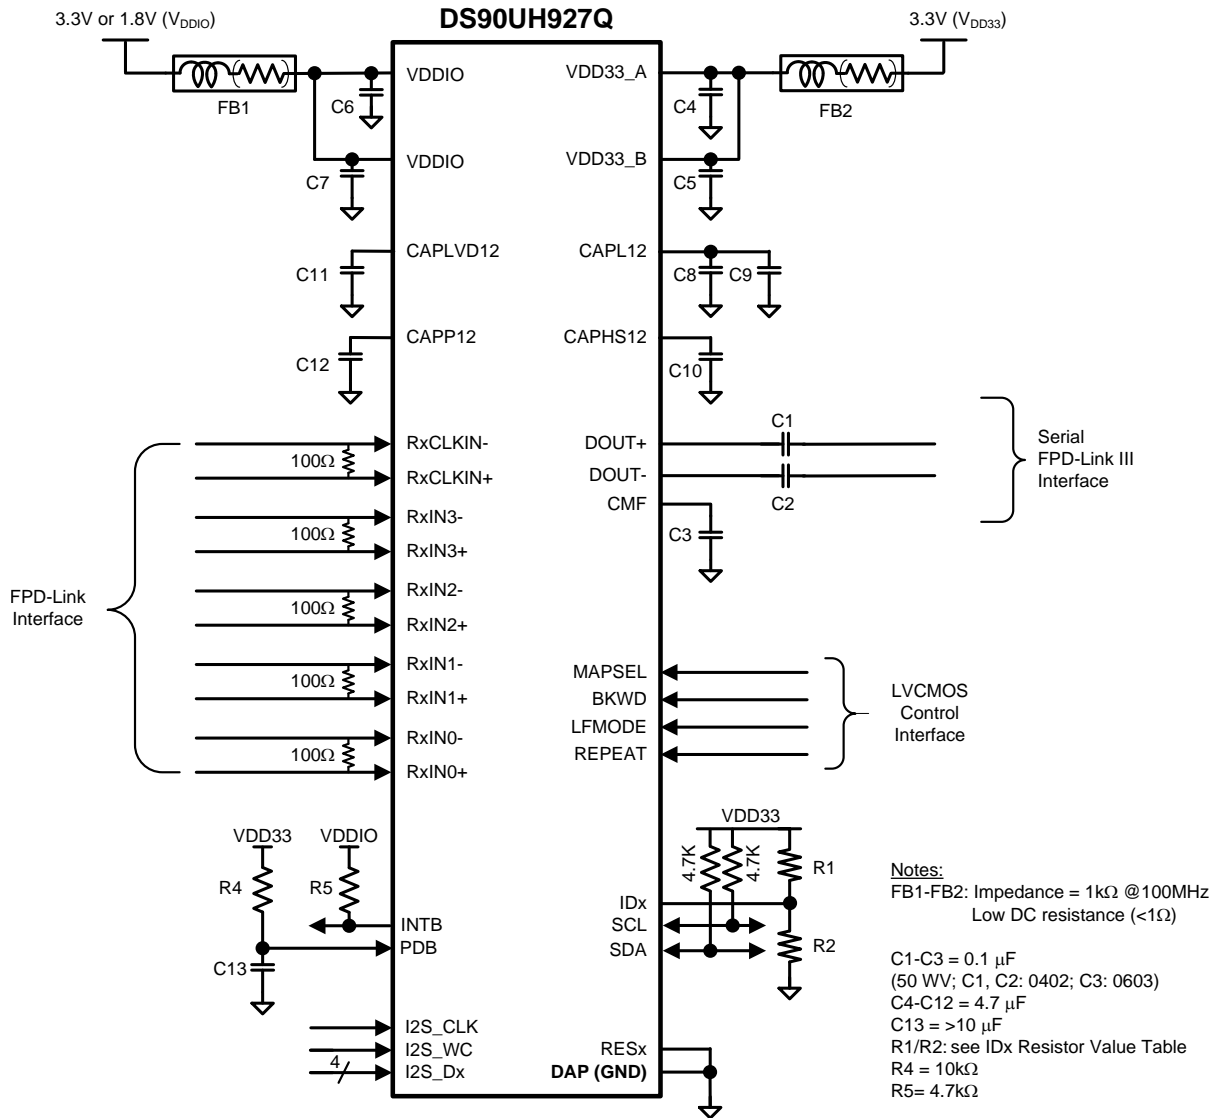 DS90UH927Q
3.3V or 1.8V (VDDIO)
3.3V (VDD33)
FB1
FB2
VDDIO
VDD33_A
C6
C4
VDDIO
VDD33_B
C7
C5
CAPLVD12
CAPL12
C11
C8
C9
CAPP12
CAPHS12
C12
C10
FPD-Link
Interface
RxCLKIN-
100Ω
RxCLKIN+
RxIN3-
100Ω
RxIN3+
RxIN2-
100Ω
RxIN2+
RxIN1-
100Ω
RxIN1+
RxIN0-
100Ω
RxIN0+
DOUT+
C1
DOUT-
C2
CMF
C3
Serial
FPD-Link III
Interface
MAPSEL
BKWD
LFMODE
REPEAT
LVCMOS
Control
Interface
VDD33
VDDIO
R4
R5
INTB
PDB
C13
VDD33
4.7K
4.7K
R1
IDx
SCL
SDA
R2
I2S_CLK
I2S_WC
4
I2S_Dx
RESx
DAP (GND)
Notes:
FB1-FB2: Impedance = 1kΩ @100MHz
Low DC resistance (<1Ω)
C1-C3 = 0.1 μF
(50 WV; C1, C2: 0402; C3: 0603)
C4-C12 = 4.7 μF
C13 = >10 μF
R1/R2: see IDx Resistor Value Table
R4 = 10kΩ
R5= 4.7kΩ